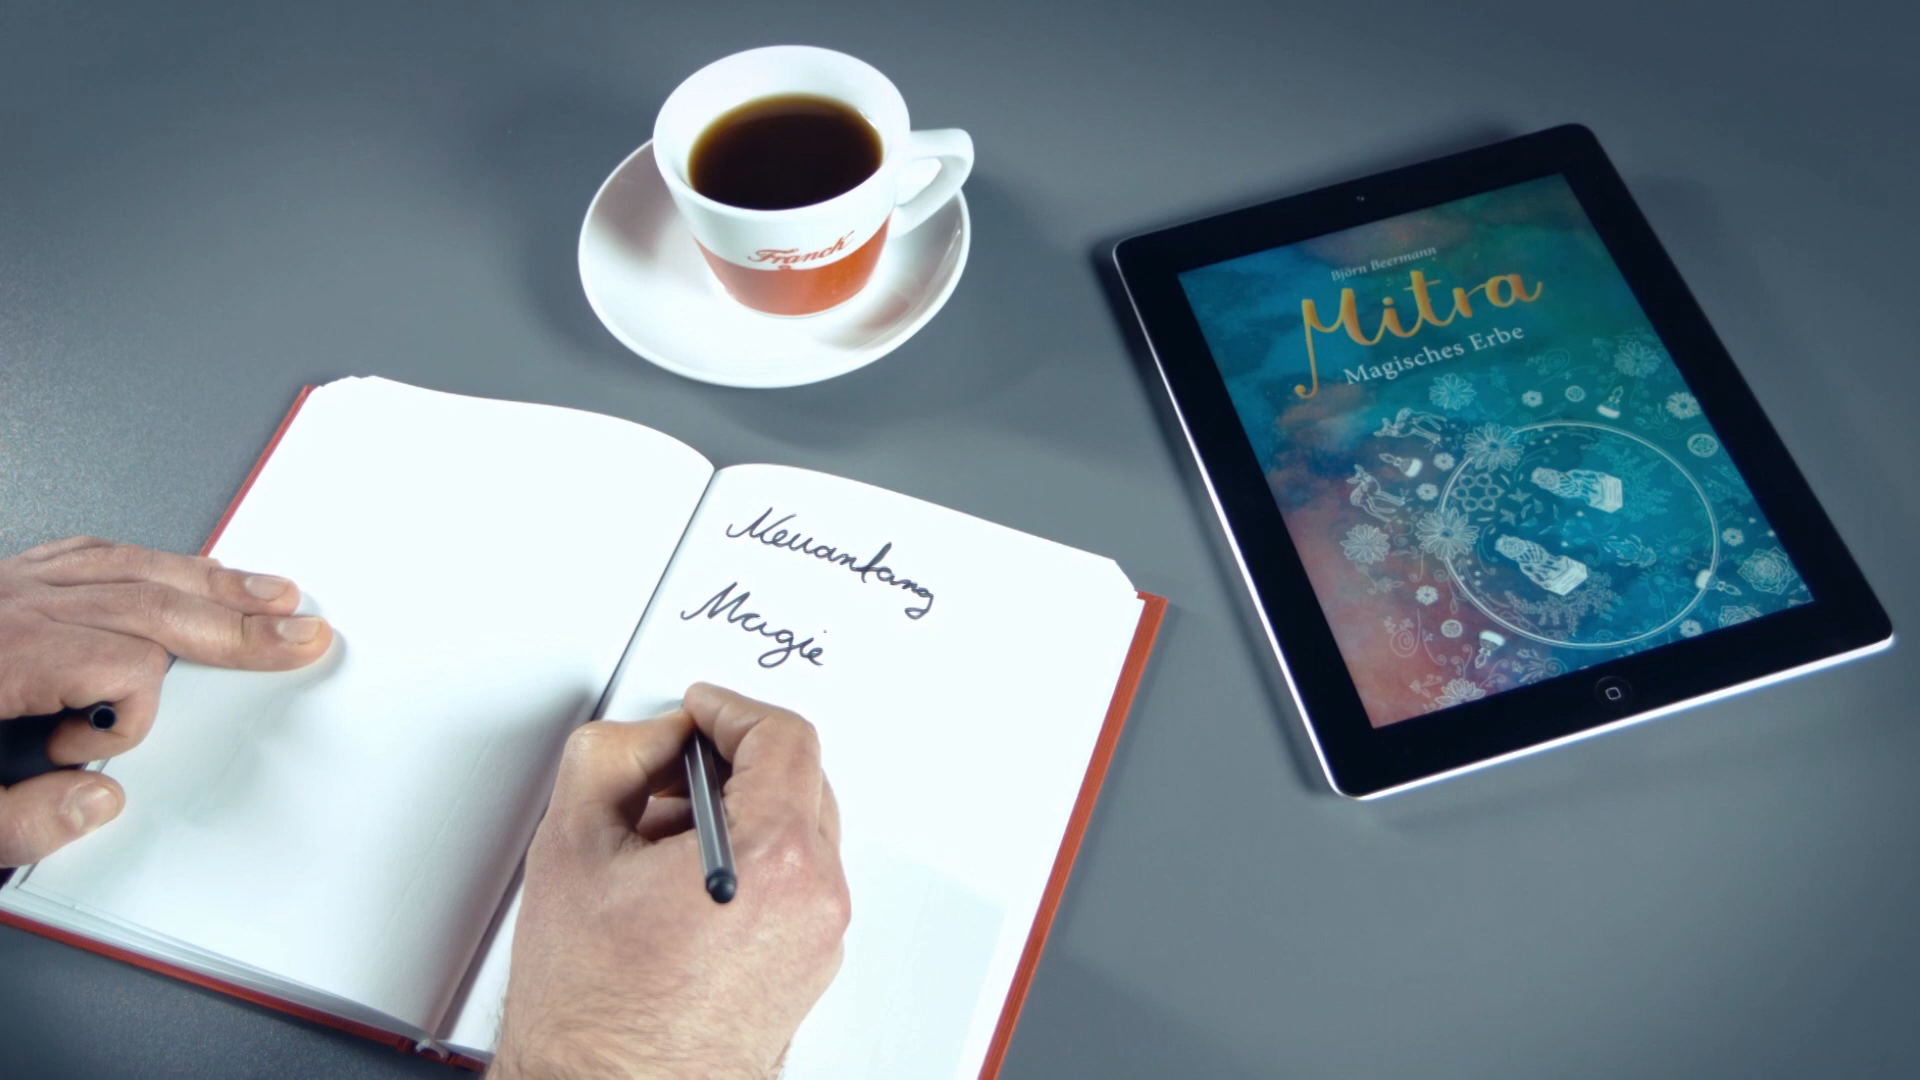 Franck
Björn Beermann
Mitra
Magisches Erbe
Neuanfang
Magie